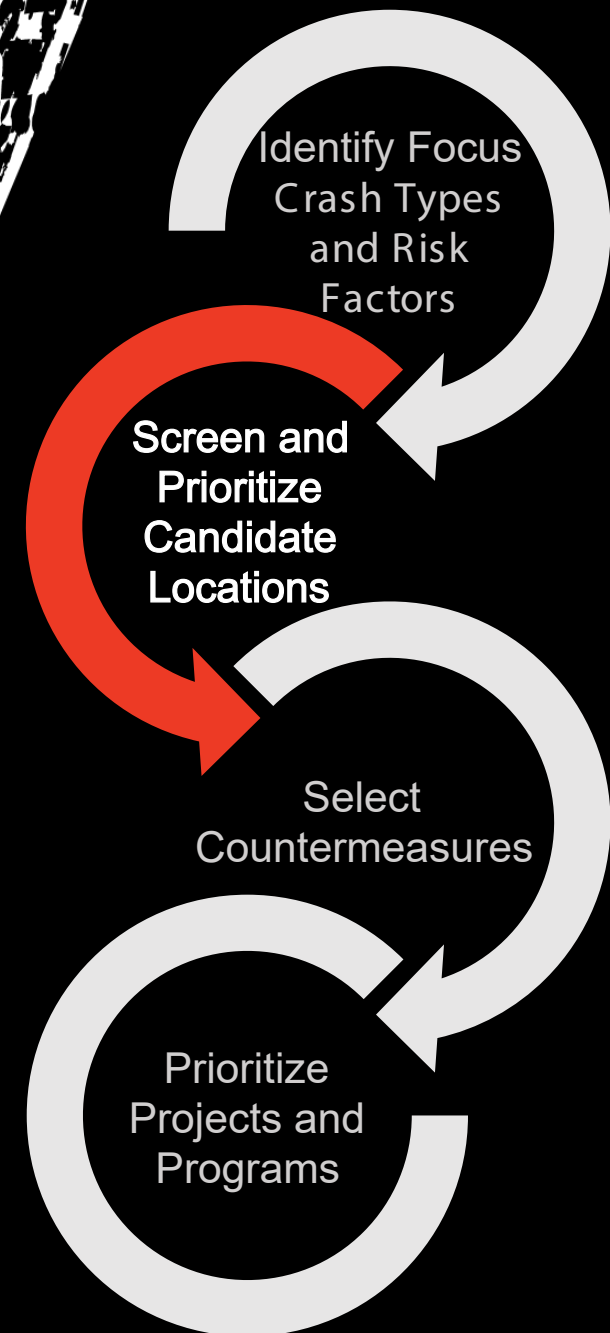 Identify Focus
Crash Types
and Risk
Factors
Screen and
Prioritize
Candidate
Locations
Select
Countermeasures
Prioritize
Projects and
Programs